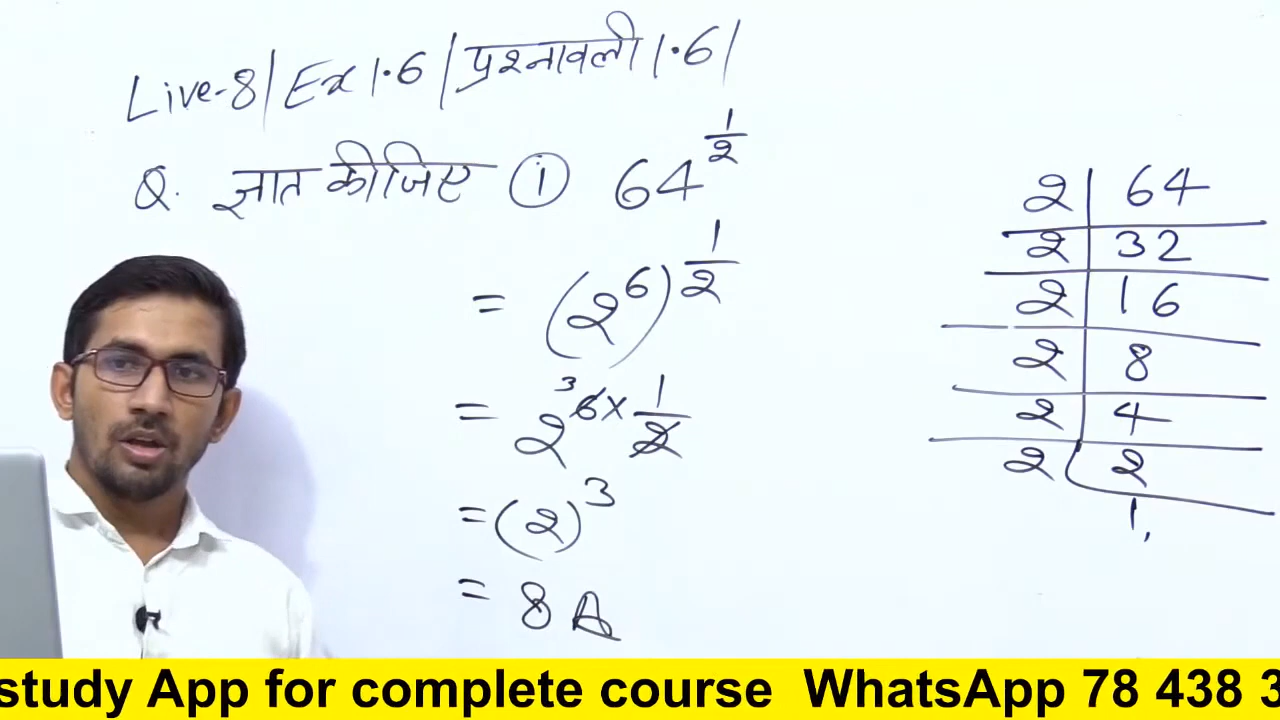 Live-8| Ex 1.6 | प्रश्नावली 1.6 |
Q. ज्ञात कीजिए (i) 64^(1/2)
= (2^6)^(1/2)
= 2^(6 × 1/2) 3
= (2)^3
= 8 A
2 | 64
2 | 32
2 | 16
2 | 8
2 | 4
2 | 2
1,
study App for complete course WhatsApp 78 438 3